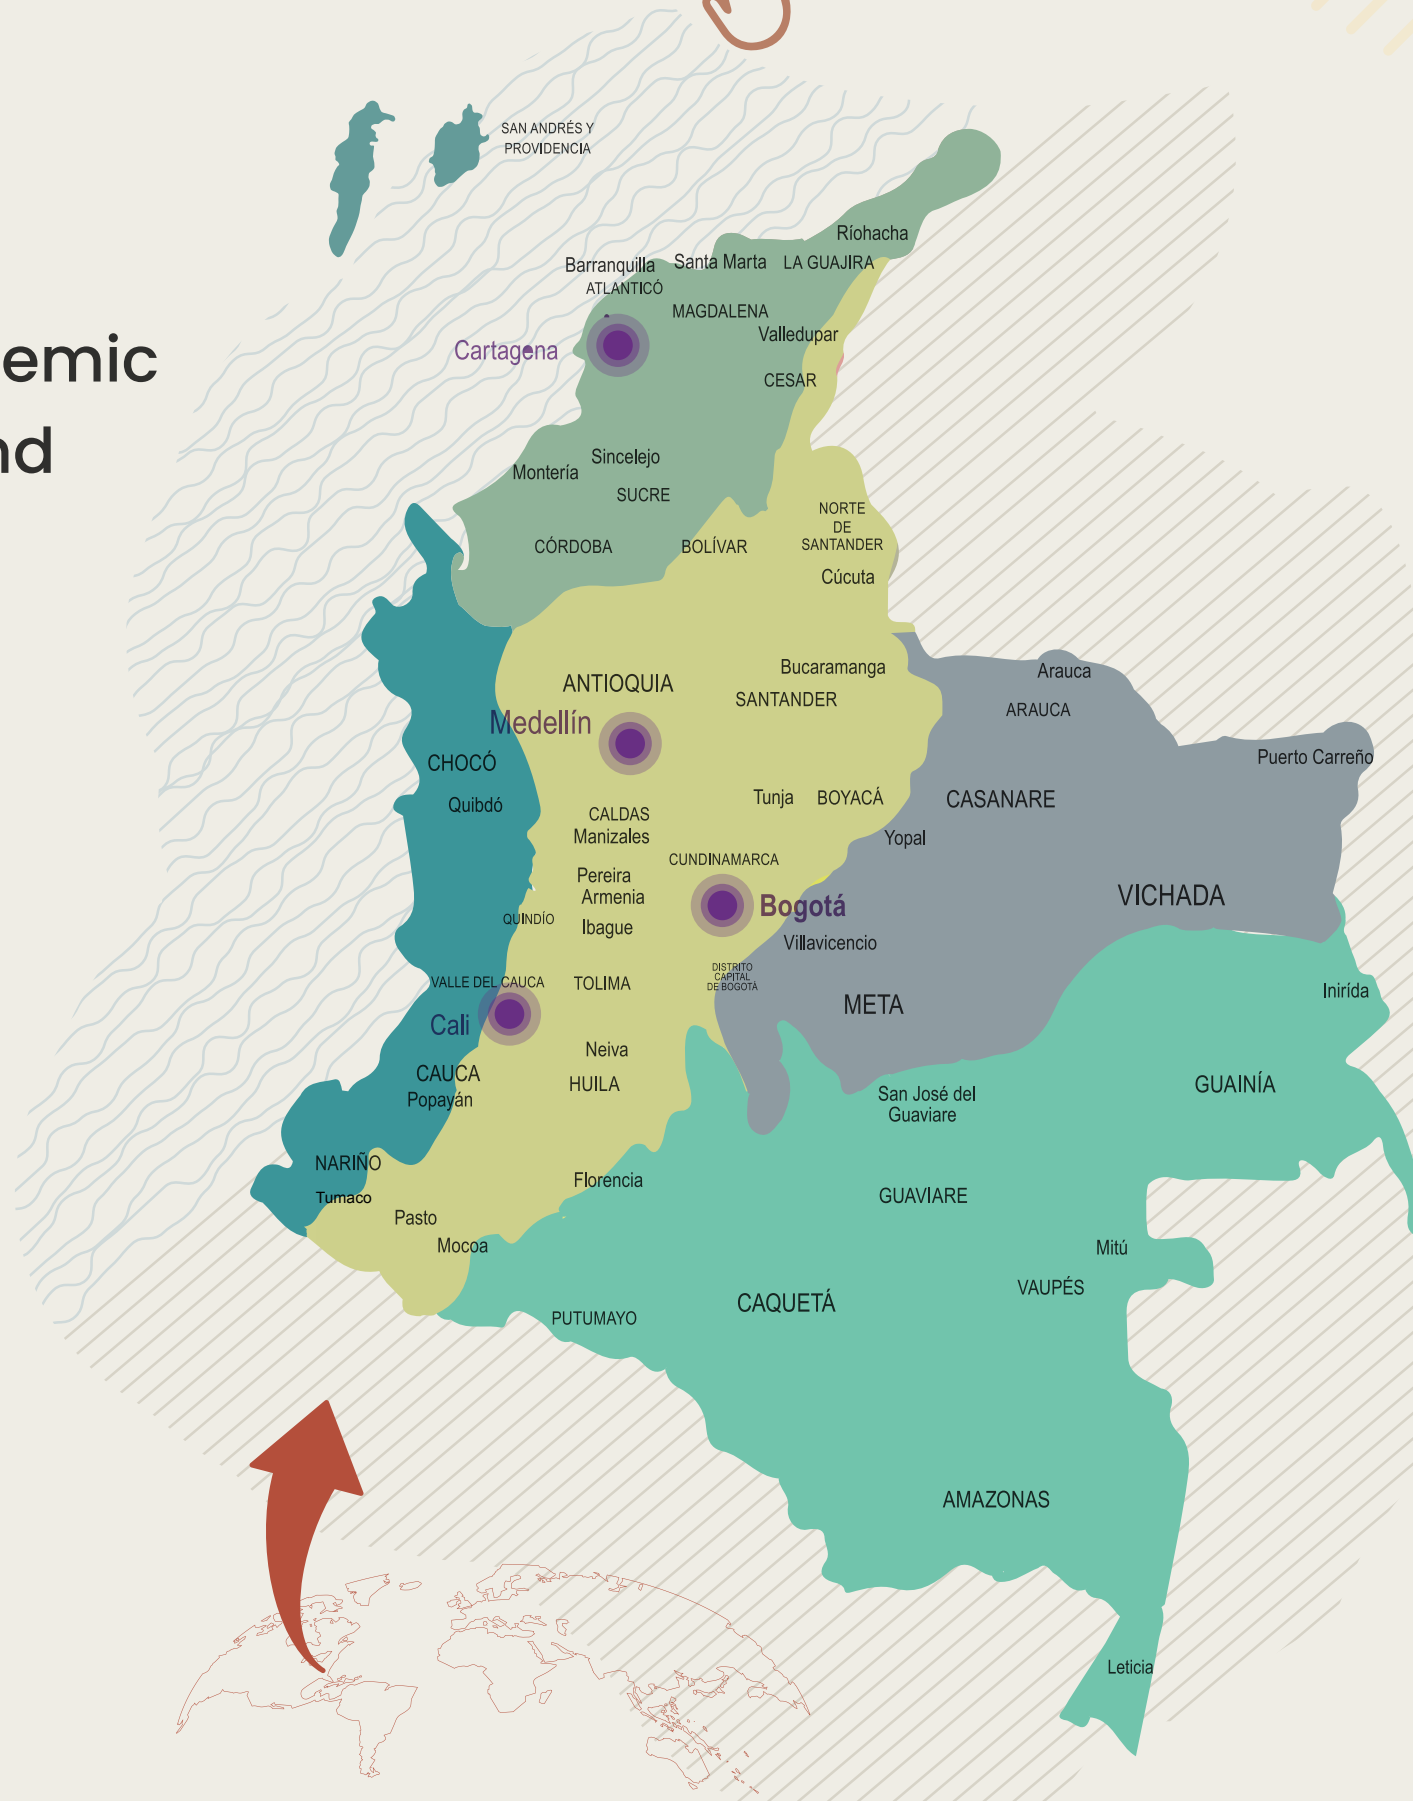 SAN ANDRÉS Y
PROVIDENCIA
Ríohacha
Barranquilla
Santa Marta
LA GUAJIRA
ATLANTICÓ
MAGDALENA
Valledupar
emic
Cartagena
CESAR
nd
Sincelejo
Montería
SUCRE
NORTE
DE
SANTANDER
CÓRDOBA
BOLÍVAR
Cúcuta
Bucaramanga
Arauca
ANTIOQUIA
SANTANDER
ARAUCA
Medellín
Puerto Carreño
CHOCÓ
Quibdó
Tunja
BOYACÁ
CASANARE
CALDAS
Manizales
Yopal
CUNDINAMARCA
Pereira
Armenia
VICHADA
Bogotá
QUINDÍO
Ibague
Villavicencio
DISTRITO
CAPITAL
DE BOGOTÀ
VALLE DEL CAUCA
TOLIMA
Inirída
META
Cali
Neiva
CAUCA
HUILA
GUAINÍA
Popayán
San José del
Guaviare
NARIÑO
Florencia
Tumaco
GUAVIARE
Pasto
Mocoa
Mitú
VAUPÉS
CAQUETÁ
PUTUMAYO
AMAZONAS
Leticia